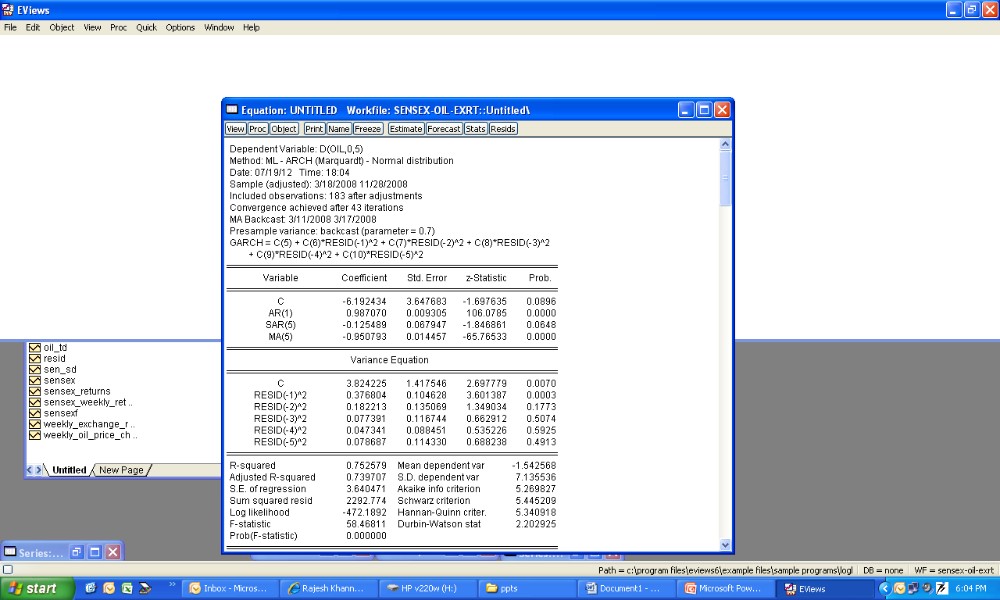 EViews
File Edit Object View Proc Quick Options Window Help
Equation: UNTITLED Workfile: SENSEX-OIL-EXRT::Untitled\
View Proc Object Print Name Freeze Estimate Forecast Stats Resids
Dependent Variable: D(OIL,0,5)
Method: ML - ARCH (Marquardt) - Normal distribution
Date: 07/19/12 Time: 18:04
Sample (adjusted): 3/18/2008 11/28/2008
Included observations: 183 after adjustments
Convergence achieved after 43 iterations
MA Backcast: 3/11/2008 3/17/2008
Presample variance: backcast (parameter = 0.7)
GARCH = C(5) + C(6)*RESID(-1)^2 + C(7)*RESID(-2)^2 + C(8)*RESID(-3)^2
+ C(9)*RESID(-4)^2 + C(10)*RESID(-5)^2
Variable Coefficient Std. Error z-Statistic Prob.
C -6.192434 3.647683 -1.697635 0.0896
AR(1) 0.987070 0.009305 106.0785 0.0000
SAR(5) -0.125489 0.067947 -1.846861 0.0648
MA(5) -0.950793 0.014457 -65.76533 0.0000
Variance Equation
C 3.824225 1.417546 2.697779 0.0070
RESID(-1)^2 0.376804 0.104628 3.601387 0.0003
RESID(-2)^2 0.182213 0.135069 1.349034 0.1773
RESID(-3)^2 0.077391 0.116744 0.662912 0.5074
RESID(-4)^2 0.047341 0.088451 0.535226 0.5925
RESID(-5)^2 0.078687 0.114330 0.688238 0.4913
R-squared 0.752579 Mean dependent var -1.542568
Adjusted R-squared 0.739707 S.D. dependent var 7.135536
S.E. of regression 3.640471 Akaike info criterion 5.269827
Sum squared resid 2292.774 Schwarz criterion 5.445209
Log likelihood -472.1892 Hannan-Quinn criter. 5.340918
F-statistic 58.46811 Durbin-Watson stat 2.202925
Prob(F-statistic) 0.000000
oil_td
resid
sen_sd
sensex
sensex_returns
sensex_weekly_ret ..
sensexf
weekly_exchange_r ..
weekly_oil_price_ch ..
Untitled New Page
Series:...
Path = c:\program files\eviews6\example files\sample programs\logl DB = none WF = sensex-oil-exrt
start Inbox - Micros... Rajesh Khann... HP v220w (H:) ppts Document1 - ... Microsoft Pow... EViews 6:04 PM